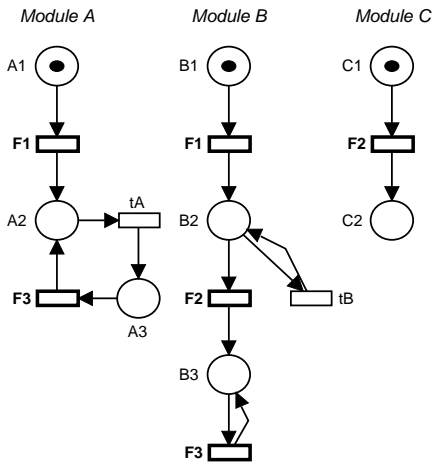 Module A Module B Module C
A1 B1 C1
F1 F1 F2
tA
A2 B2 C2
F3 F2 tB
A3
B3
F3